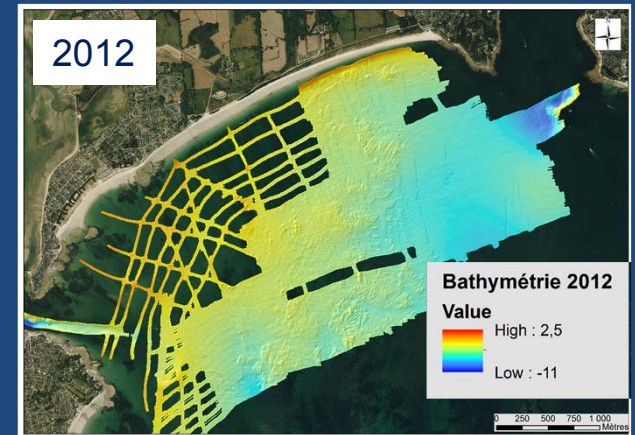 2012
Bathymétrie 2012
Value
High : 2,5
Low : -11
0 250 500 750 1 000
Mètres